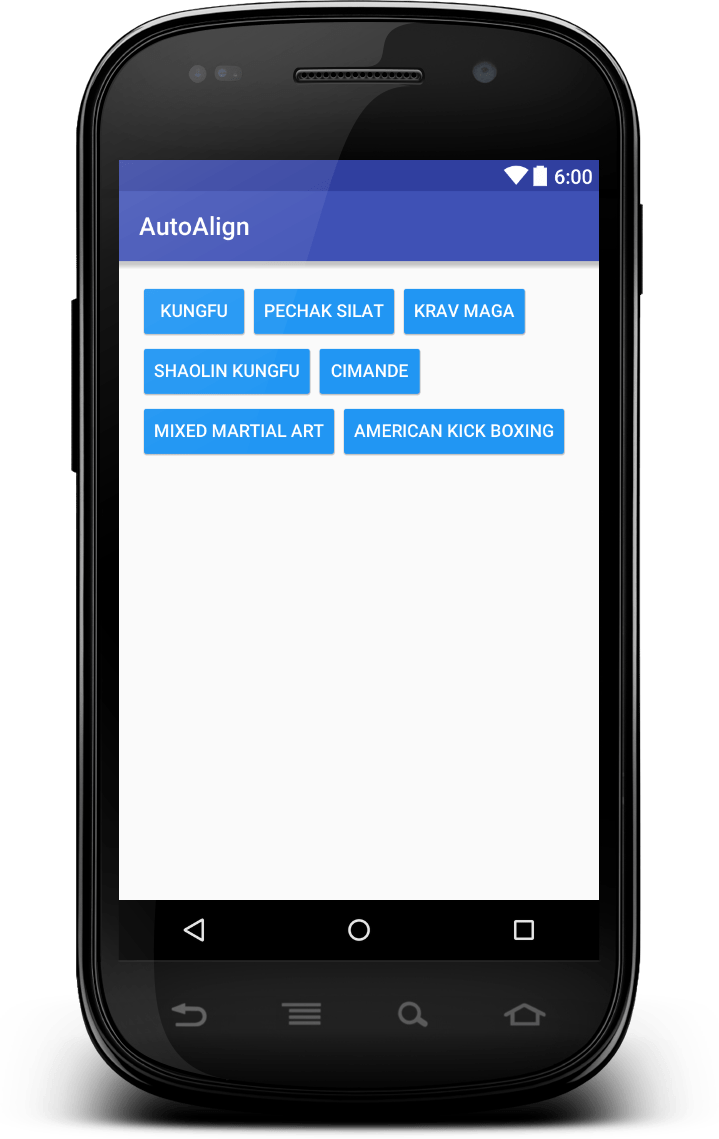 6:00
AutoAlign
KUNGFU PECHAK SILAT KRAV MAGA
SHAOLIN KUNGFU CIMANDE
MIXED MARTIAL ART AMERICAN KICK BOXING